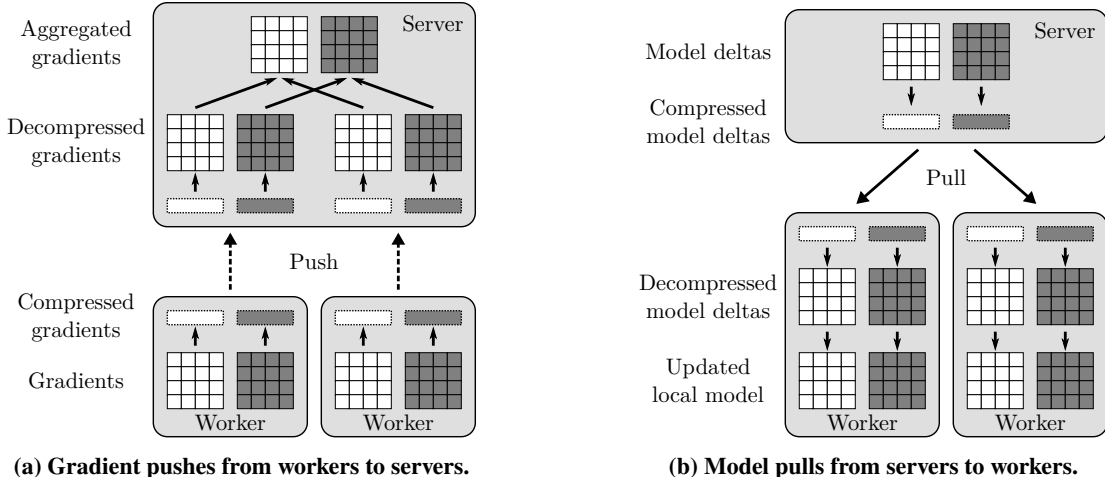 Aggregated
gradients
Server
Decompressed
gradients
Push
Compressed
gradients
Gradients
Worker
Worker
(a) Gradient pushes from workers to servers.
Model deltas
Server
Compressed
model deltas
Pull
Decompressed
model deltas
Updated
local model
Worker
Worker
(b) Model pulls from servers to workers.